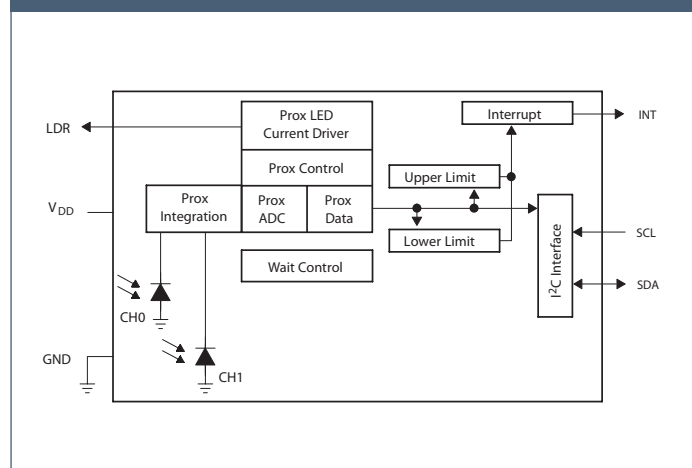 LDR
Prox LED
Current Driver
Interrupt
INT
Prox Control
Upper Limit
Prox
Integration
Prox
ADC
Prox
Data
VDD
Lower Limit
I2C Interface
SCL
Wait Control
SDA
CH0
GND
CH1